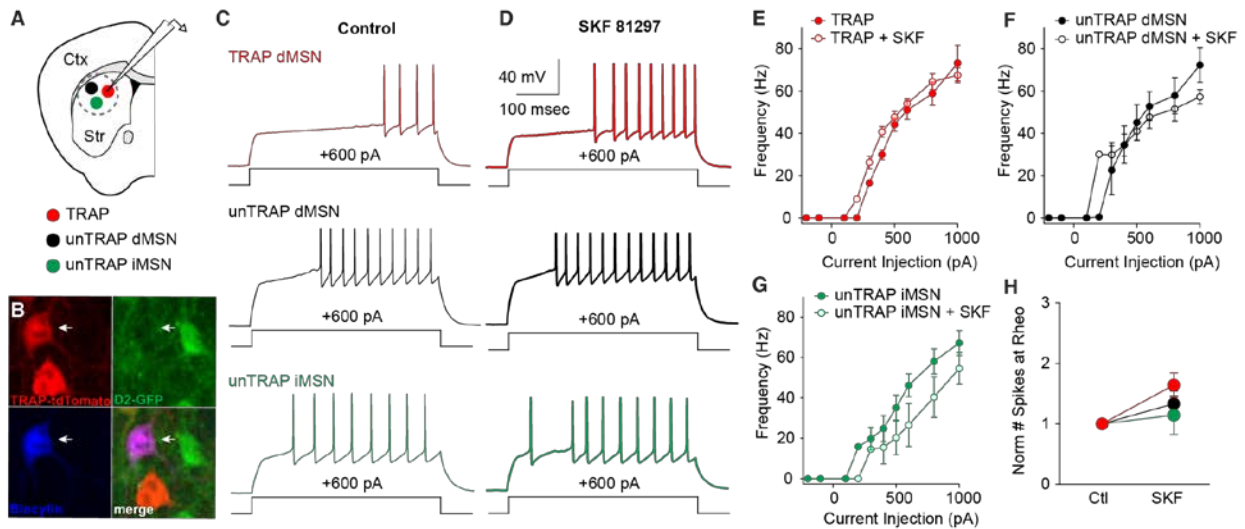 A
Ctx
Str
TRAP
unTRAP dMSN
unTRAP iMSN
B
TRAP-tdTomato
D2-GFP
Biocytin
merge
C
Control
TRAP dMSN
+600 pA
unTRAP dMSN
+600 pA
unTRAP iMSN
+600 pA
D
SKF 81297
40 mV
100 msec
+600 pA
+600 pA
+600 pA
E
TRAP
TRAP + SKF
Frequency (Hz)
80
60
40
20
0
0
500
1000
Current Injection (pA)
F
unTRAP dMSN
unTRAP dMSN + SKF
Frequency (Hz)
80
60
40
20
0
0
500
1000
Current Injection (pA)
G
unTRAP iMSN
unTRAP iMSN + SKF
Frequency (Hz)
80
60
40
20
0
0
500
1000
Current Injection (pA)
H
Norm # Spikes at Rheo
3
2
1
0
Ctl
SKF